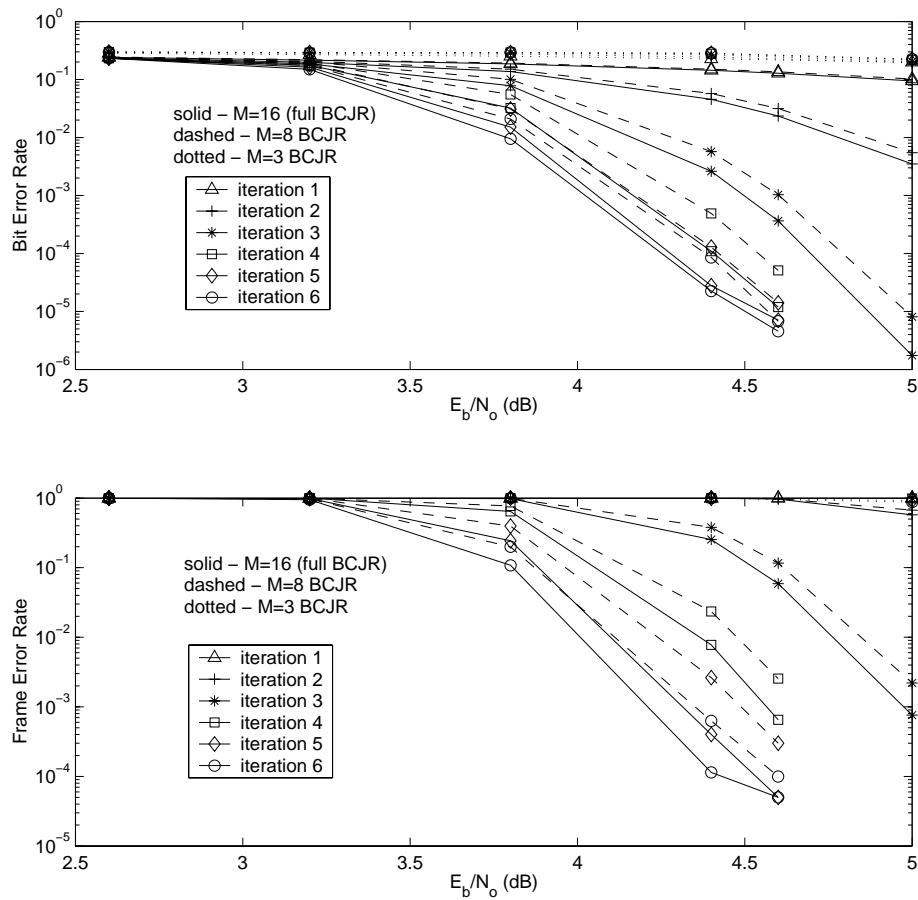 10^0
10^−1
10^−2
10^−3
10^−4
10^−5
10^−6
Bit Error Rate
solid − M=16 (full BCJR)
dashed − M=8 BCJR
dotted − M=3 BCJR
iteration 1
iteration 2
iteration 3
iteration 4
iteration 5
iteration 6
2.5 3 3.5 4 4.5 5
E_b/N_o (dB)
10^0
10^−1
10^−2
10^−3
10^−4
10^−5
Frame Error Rate
solid − M=16 (full BCJR)
dashed − M=8 BCJR
dotted − M=3 BCJR
iteration 1
iteration 2
iteration 3
iteration 4
iteration 5
iteration 6
2.5 3 3.5 4 4.5 5
E_b/N_o (dB)